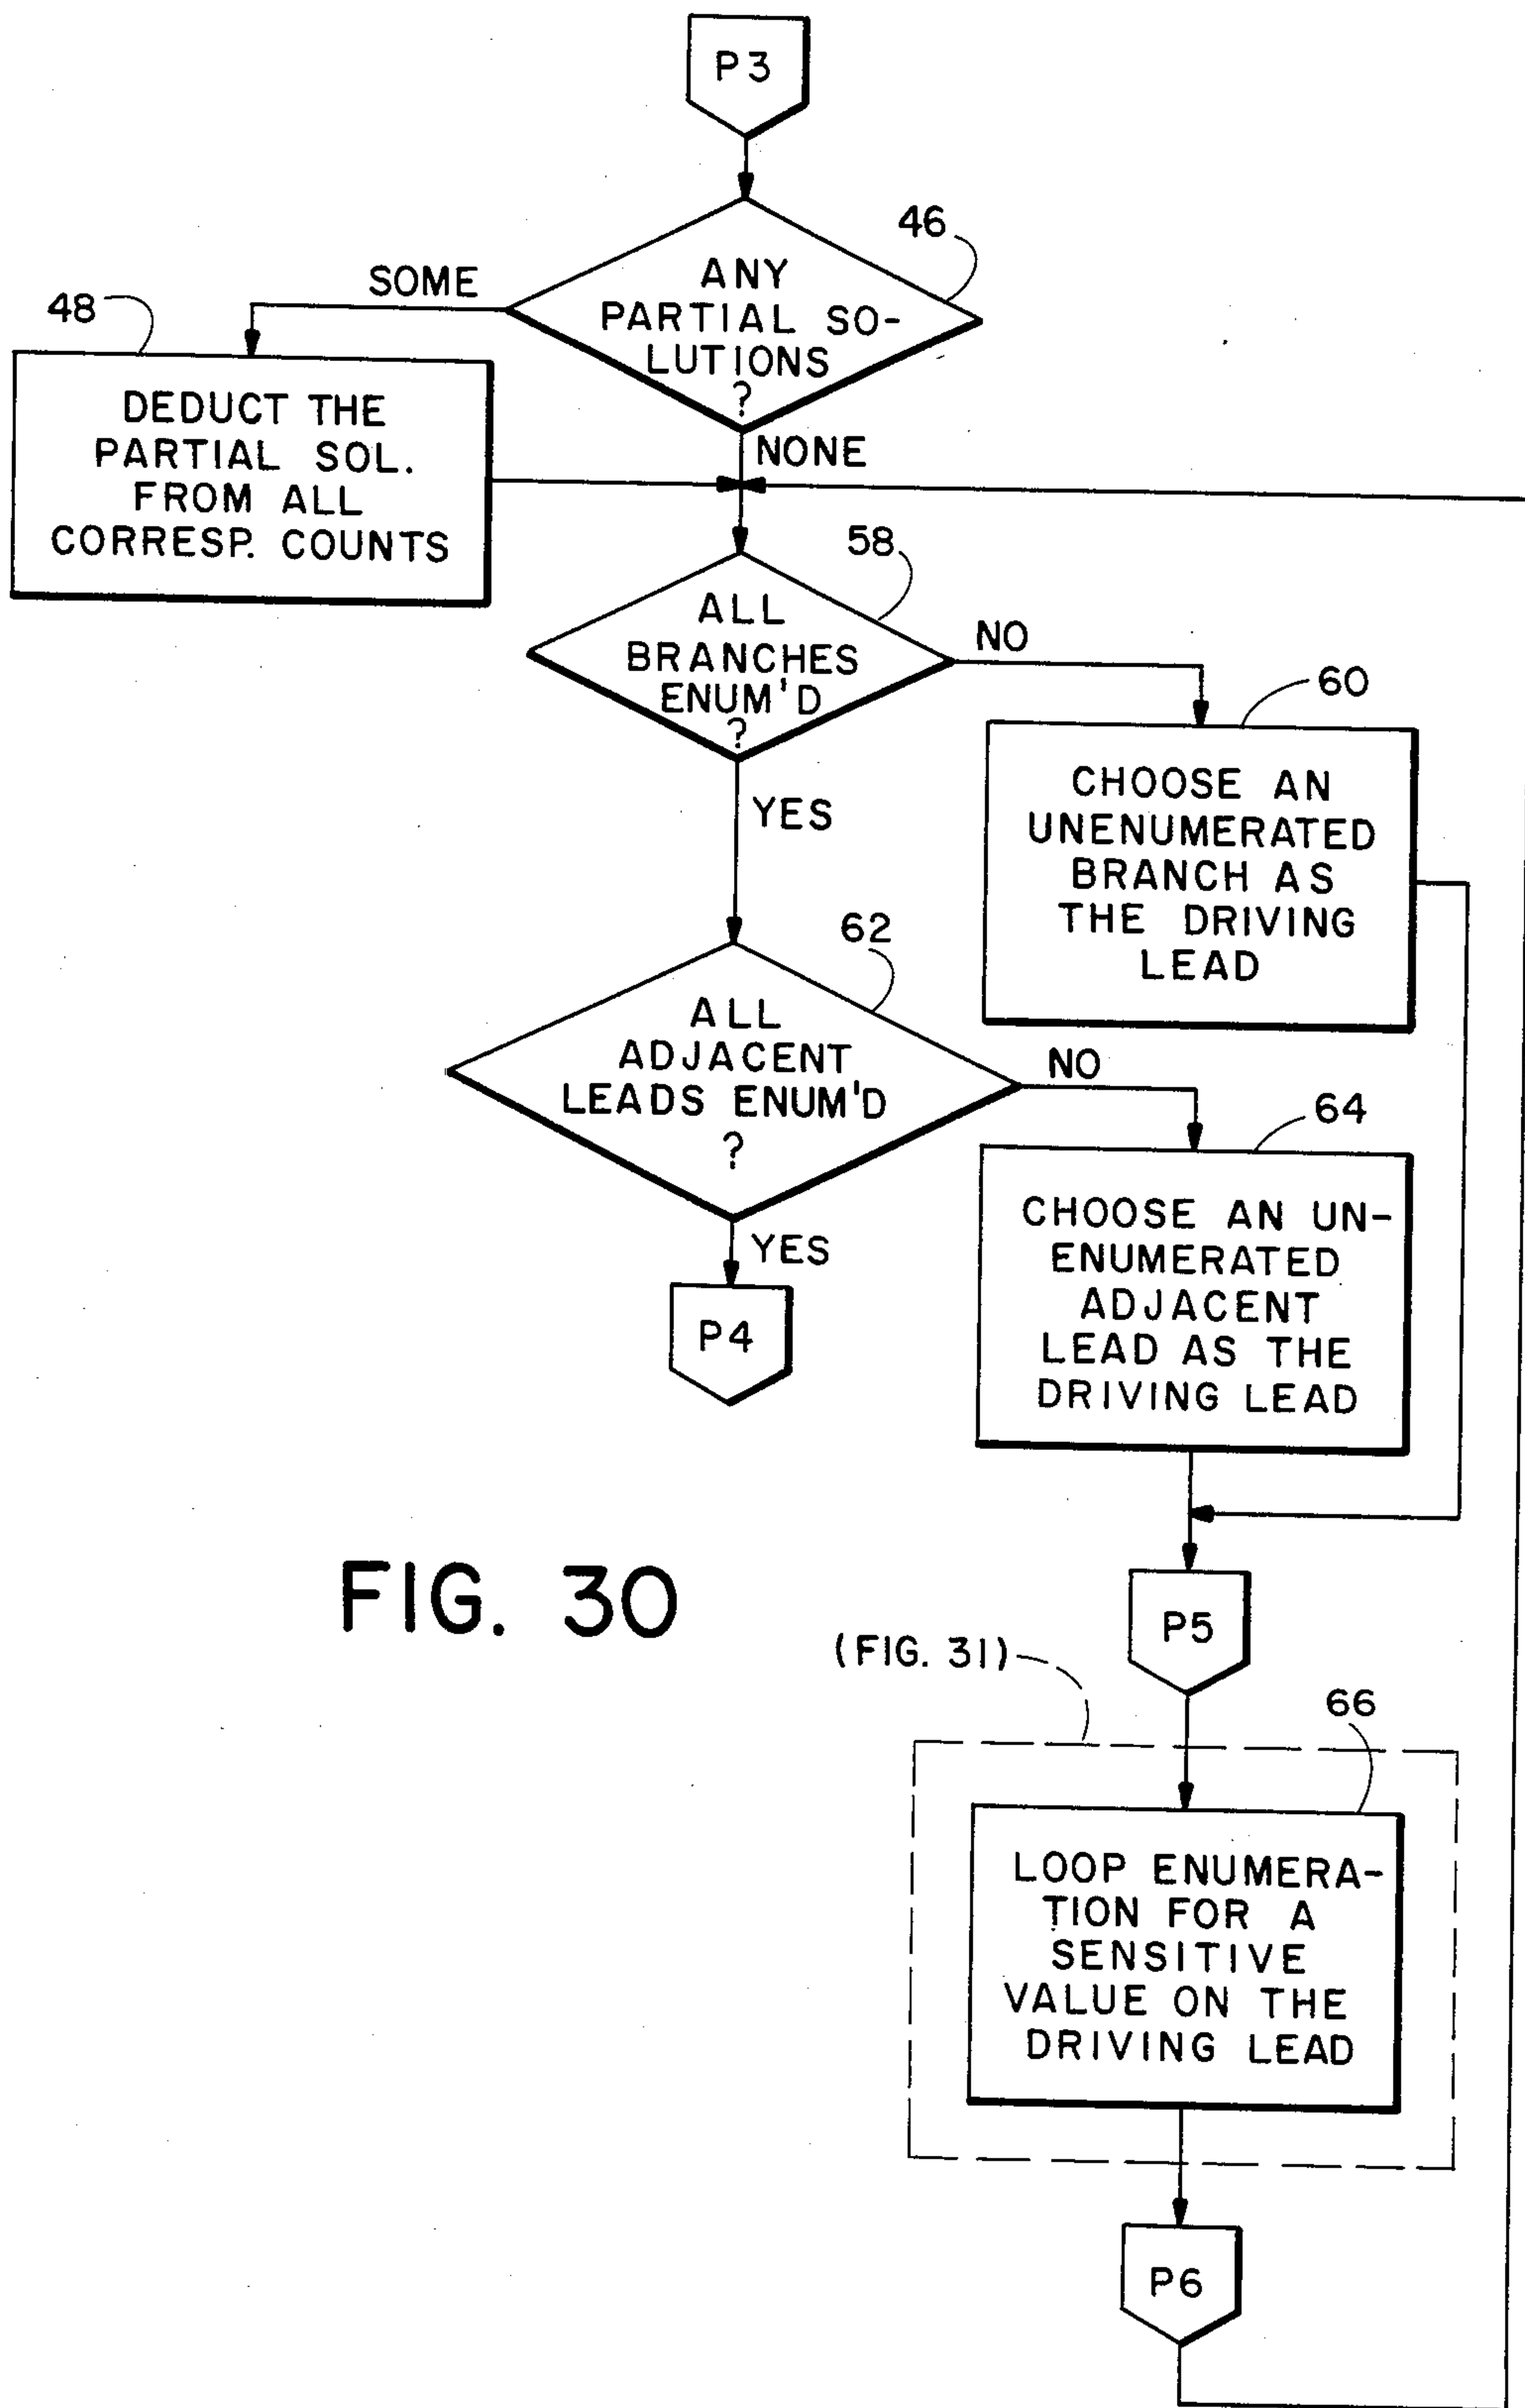 P3
46
ANY
PARTIAL SO-
LUTIONS
?
SOME
48
DEDUCT THE
PARTIAL SOL.
FROM ALL
CORRESP. COUNTS
NONE
58
ALL
BRANCHES
ENUM'D
?
NO
60
CHOOSE AN
UNENUMERATED
BRANCH AS
THE DRIVING
LEAD
YES
62
ALL
ADJACENT
LEADS ENUM'D
?
NO
64
CHOOSE AN UN-
ENUMERATED
ADJACENT
LEAD AS THE
DRIVING LEAD
YES
P4
FIG. 30
P5
(FIG. 31)
66
LOOP ENUMERA-
TION FOR A
SENSITIVE
VALUE ON THE
DRIVING LEAD
P6